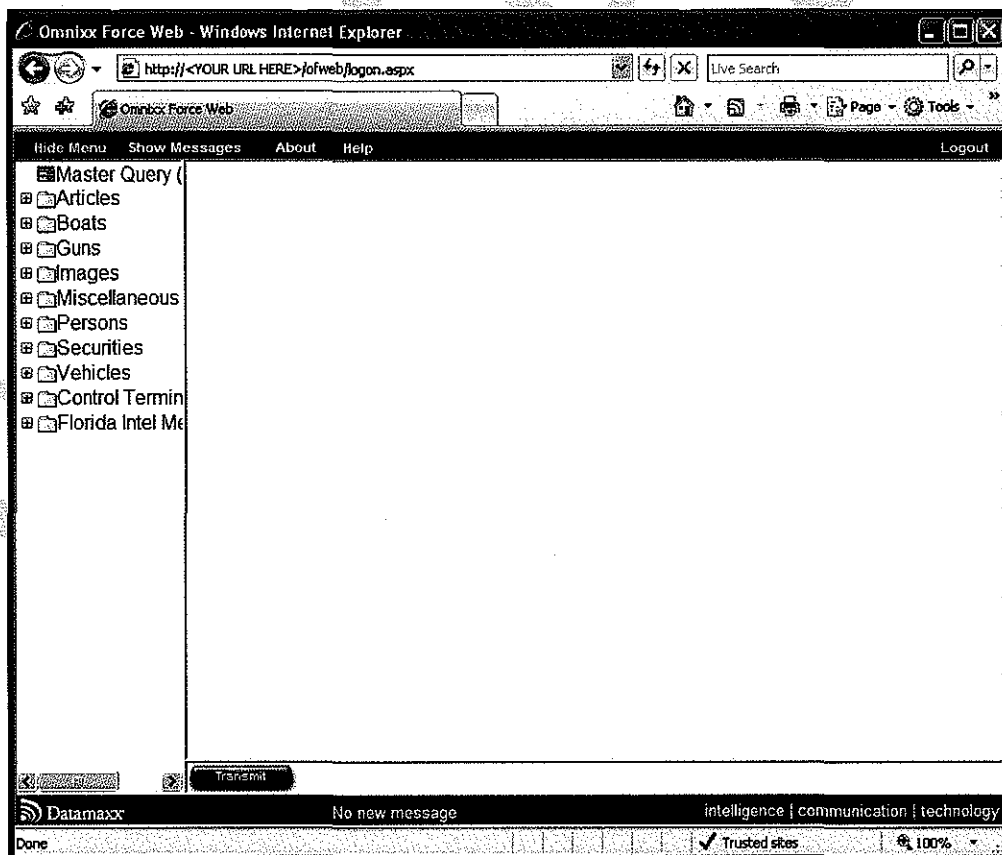 Omnixx Force Web - Windows Internet Explorer
http://<YOUR URL HERE>/ofweb/logon.aspx
Live Search
Omnixx Force Web
Page
Tools
»
Hide Menu Show Messages About Help Logout
Master Query (
Articles
Boats
Guns
Images
Miscellaneous
Persons
Securities
Vehicles
Control Termin
Florida Intel Me
Transmit
Datamaxx No new message intelligence | communication | technology
Done Trusted sites 100%